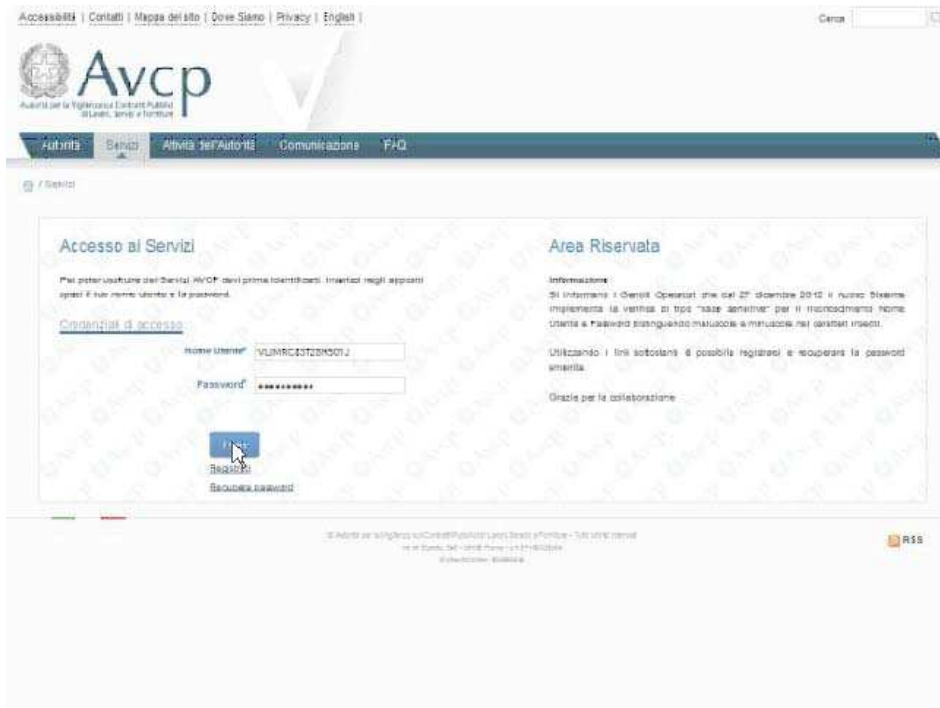 Accessibilità | Contatti | Mappa del sito | Dove Siamo | Privacy | English |
Cerca
Avcp
Autorità per la Vigilanza sui Contratti Pubblici
di Lavori, Servizi e Forniture
Autorità Servizi Attività dell'Autorità Comunicazione FAQ
/ Servizi
Accesso ai Servizi
Per poter usufruire dei Servizi AVCP devi prima identificarti. Inserisci negli appositi
spazi il tuo nome utente e la password.
Credenziali di accesso
Nome Utente*
Password*
Registrati
Recupera password
Area Riservata
Informazione
Si informano i Gentili Operatori che dal 27 dicembre 2012 il nuovo Sistema
implementa la verifica di tipo "case sensitive" per il riconoscimento Nome
Utente e Password distinguendo maiuscole e minuscole nei caratteri inseriti.
Utilizzando i link sottostanti è possibile registrarsi e recuperare la password
smarrita.
Grazie per la collaborazione
RSS